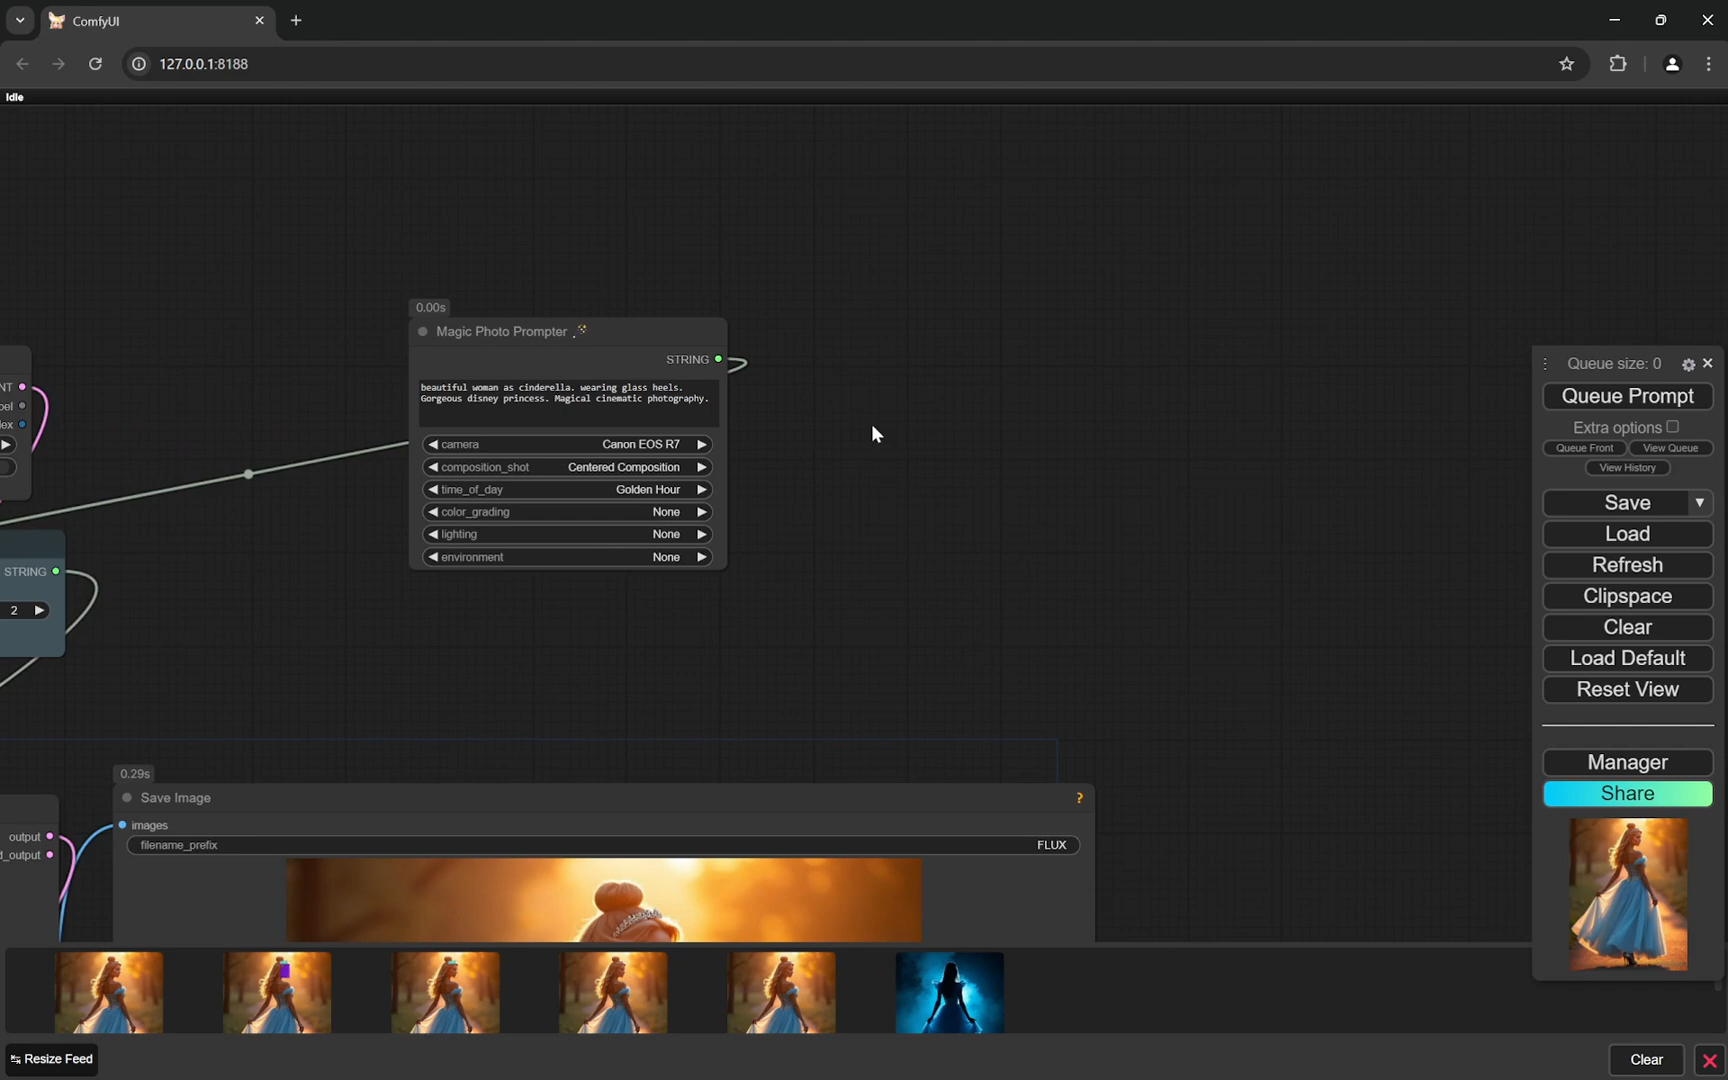 ComfyUI
127.0.0.1:8188
Idle
0.00s
Magic Photo Prompter
STRING
beautiful woman as cinderella. wearing glass heels.
Gorgeous disney princess. Magical cinematic photography.
camera Canon EOS R7
composition_shot Centered Composition
time_of_day Golden Hour
color_grading None
lighting None
environment None
NT
bel
lex
STRING
2
0.29s
Save Image ?
images
filename_prefix FLUX
output
d_output
Queue size: 0
Queue Prompt
Extra options
Queue Front View Queue
View History
Save
Load
Refresh
Clipspace
Clear
Load Default
Reset View
Manager
Share
Resize Feed
Clear